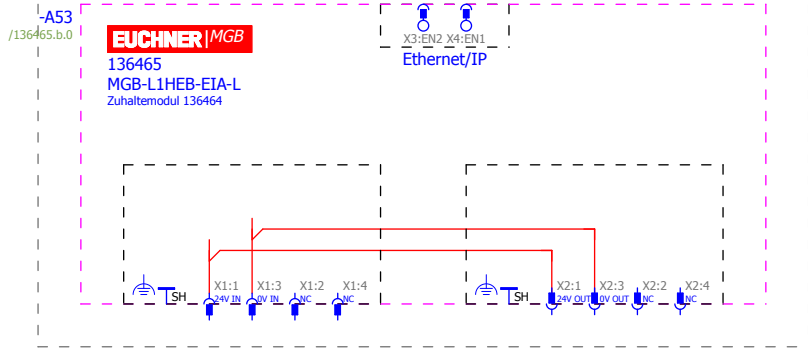 -A53
/136465.b.0
EUCHNER|MGB
136465
MGB-L1HEB-EIA-L
Zuhaltemodul 136464
X3:EN2 X4:EN1
Ethernet/IP
X1:1 X1:3 X1:2 X1:4
SH 24V IN 0V IN NC NC
X2:1 X2:3 X2:2 X2:4
SH 24V OUT 0V OUT NC NC